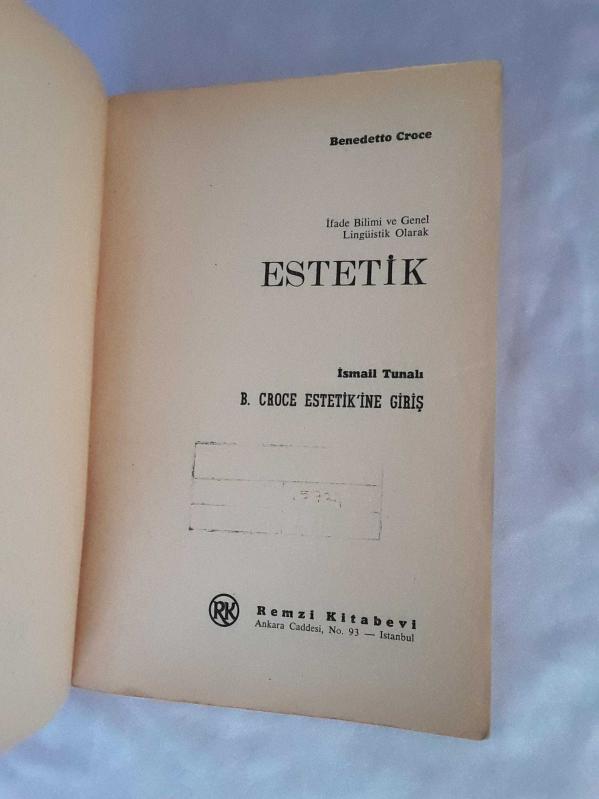 Benedetto Croce
İfade Bilimi ve Genel
Lingüistik Olarak
ESTETİK
İsmail Tunalı
B. CROCE ESTETİK'İNE GİRİŞ
RK
Remzi Kitabevi
Ankara Caddesi, No. 93 — Istanbul